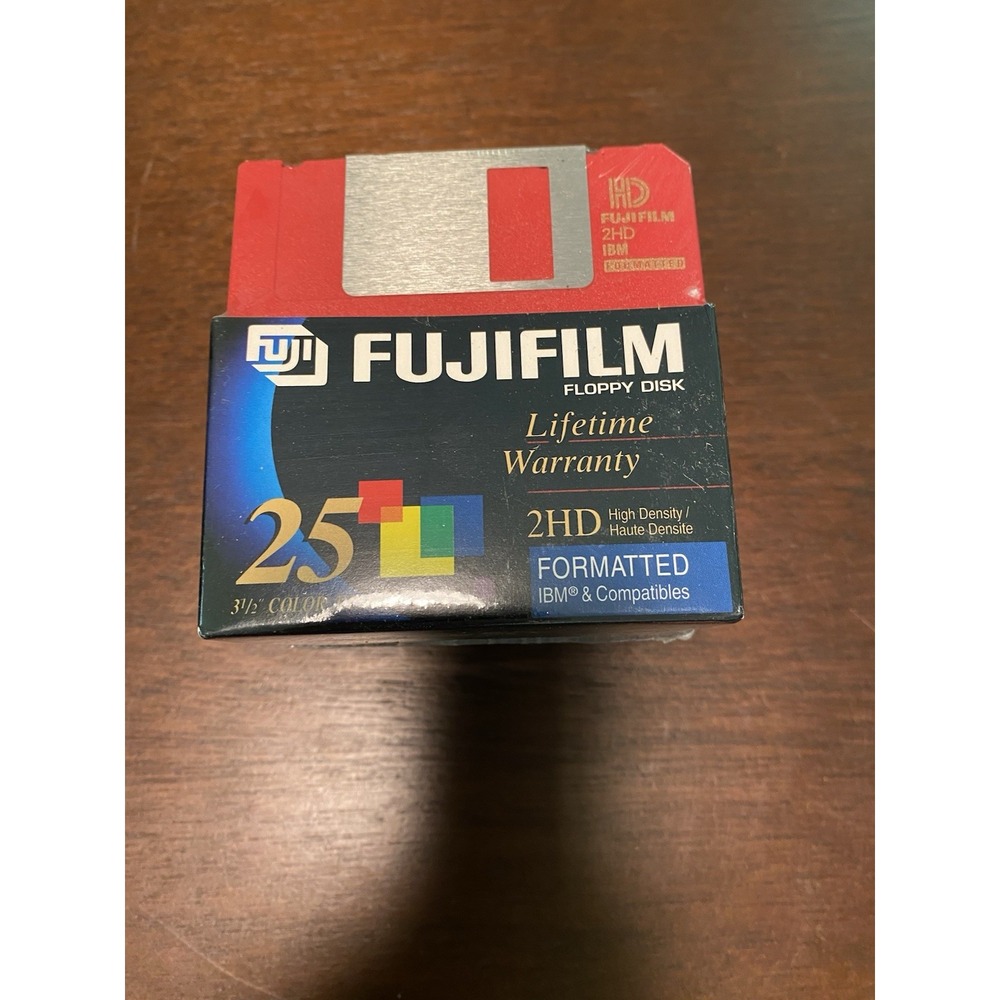 HD
FUJIFILM
2HD
IBM
FORMATTED
FUJI
FUJIFILM
FLOPPY DISK
Lifetime
Warranty
25
2HD High Density /
Haute Densité
FORMATTED
IBM® & Compatibles
3½" COLOR